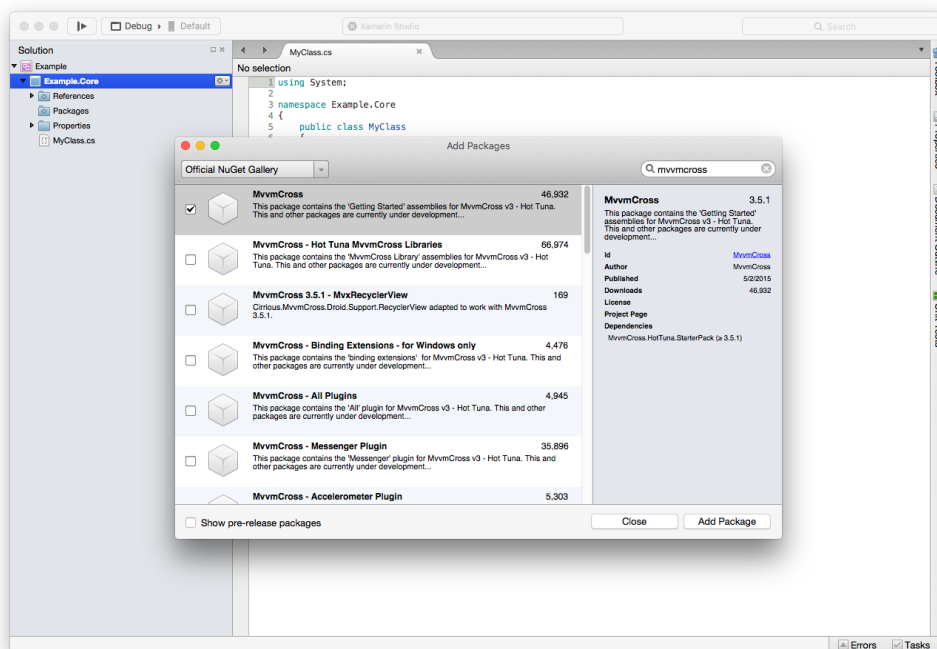 Debug › Default
Xamarin Studio
Search
Solution
MyClass.cs
No selection
Example
Example.Core
References
Packages
Properties
MyClass.cs
1 using System;
2
3 namespace Example.Core
4 {
5 public class MyClass
6 {
Add Packages
Official NuGet Gallery
mvvmcross
MvvmCross 46,932
This package contains the 'Getting Started' assemblies for MvvmCross v3 - Hot Tuna.
This and other packages are currently under development...
MvvmCross - Hot Tuna MvvmCross Libraries 66,974
This package contains the 'MvvmCross Library' assemblies for MvvmCross v3 - Hot
Tuna. This and other packages are currently under development...
MvvmCross 3.5.1 - MvxRecyclerView 169
Cirrious.MvvmCross.Droid.Support.RecyclerView adapted to work with MvvmCross
3.5.1.
MvvmCross - Binding Extensions - for Windows only 4,476
This package contains the 'binding extensions' for MvvmCross v3 - Hot Tuna. This and
other packages are currently under development...
MvvmCross - All Plugins 4,945
This package contains the 'All' plugin for MvvmCross v3 - Hot Tuna. This and other
packages are currently under development...
MvvmCross - Messenger Plugin 35,896
This package contains the 'Messenger' plugin for MvvmCross v3 - Hot Tuna. This and
other packages are currently under development...
MvvmCross - Accelerometer Plugin 5,303
MvvmCross 3.5.1
This package contains the 'Getting Started'
assemblies for MvvmCross v3 - Hot Tuna.
This and other packages are currently under
development...
Id MvvmCross
Author MvvmCross
Published 5/2/2015
Downloads 46,932
License
Project Page
Dependencies
MvvmCross.HotTuna.StarterPack (≥ 3.5.1)
Show pre-release packages
Close
Add Package
Errors
Tasks